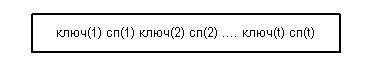 ключ(1) сп(1) ключ(2) сп(2) .... ключ(t) сп(t)